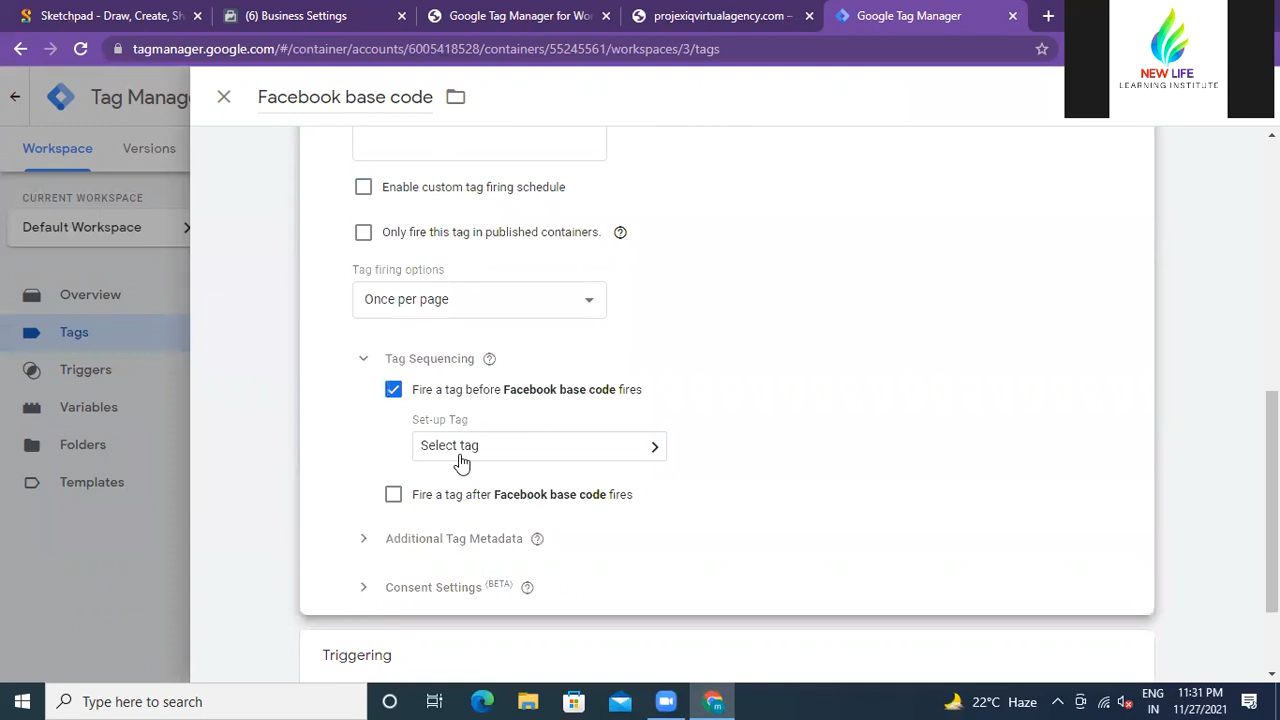 Sketchpad - Draw, Create, Sh
(6) Business Settings
Google Tag Manager for Wor
projexiqvirtualagency.com –
Google Tag Manager
tagmanager.google.com/#/container/accounts/6005418528/containers/55245561/workspaces/3/tags
NEW LIFE
LEARNING INSTITUTE
Tag Manag
Facebook base code
Workspace
Versions
CURRENT WORKSPACE
Default Workspace
Overview
Tags
Triggers
Variables
Folders
Templates
Enable custom tag firing schedule
Only fire this tag in published containers.
Tag firing options
Once per page
Tag Sequencing
Fire a tag before Facebook base code fires
Set-up Tag
Select tag
Fire a tag after Facebook base code fires
Additional Tag Metadata
Consent Settings (BETA)
Triggering
Type here to search
22°C Haze
ENG
IN
11:31 PM
11/27/2021